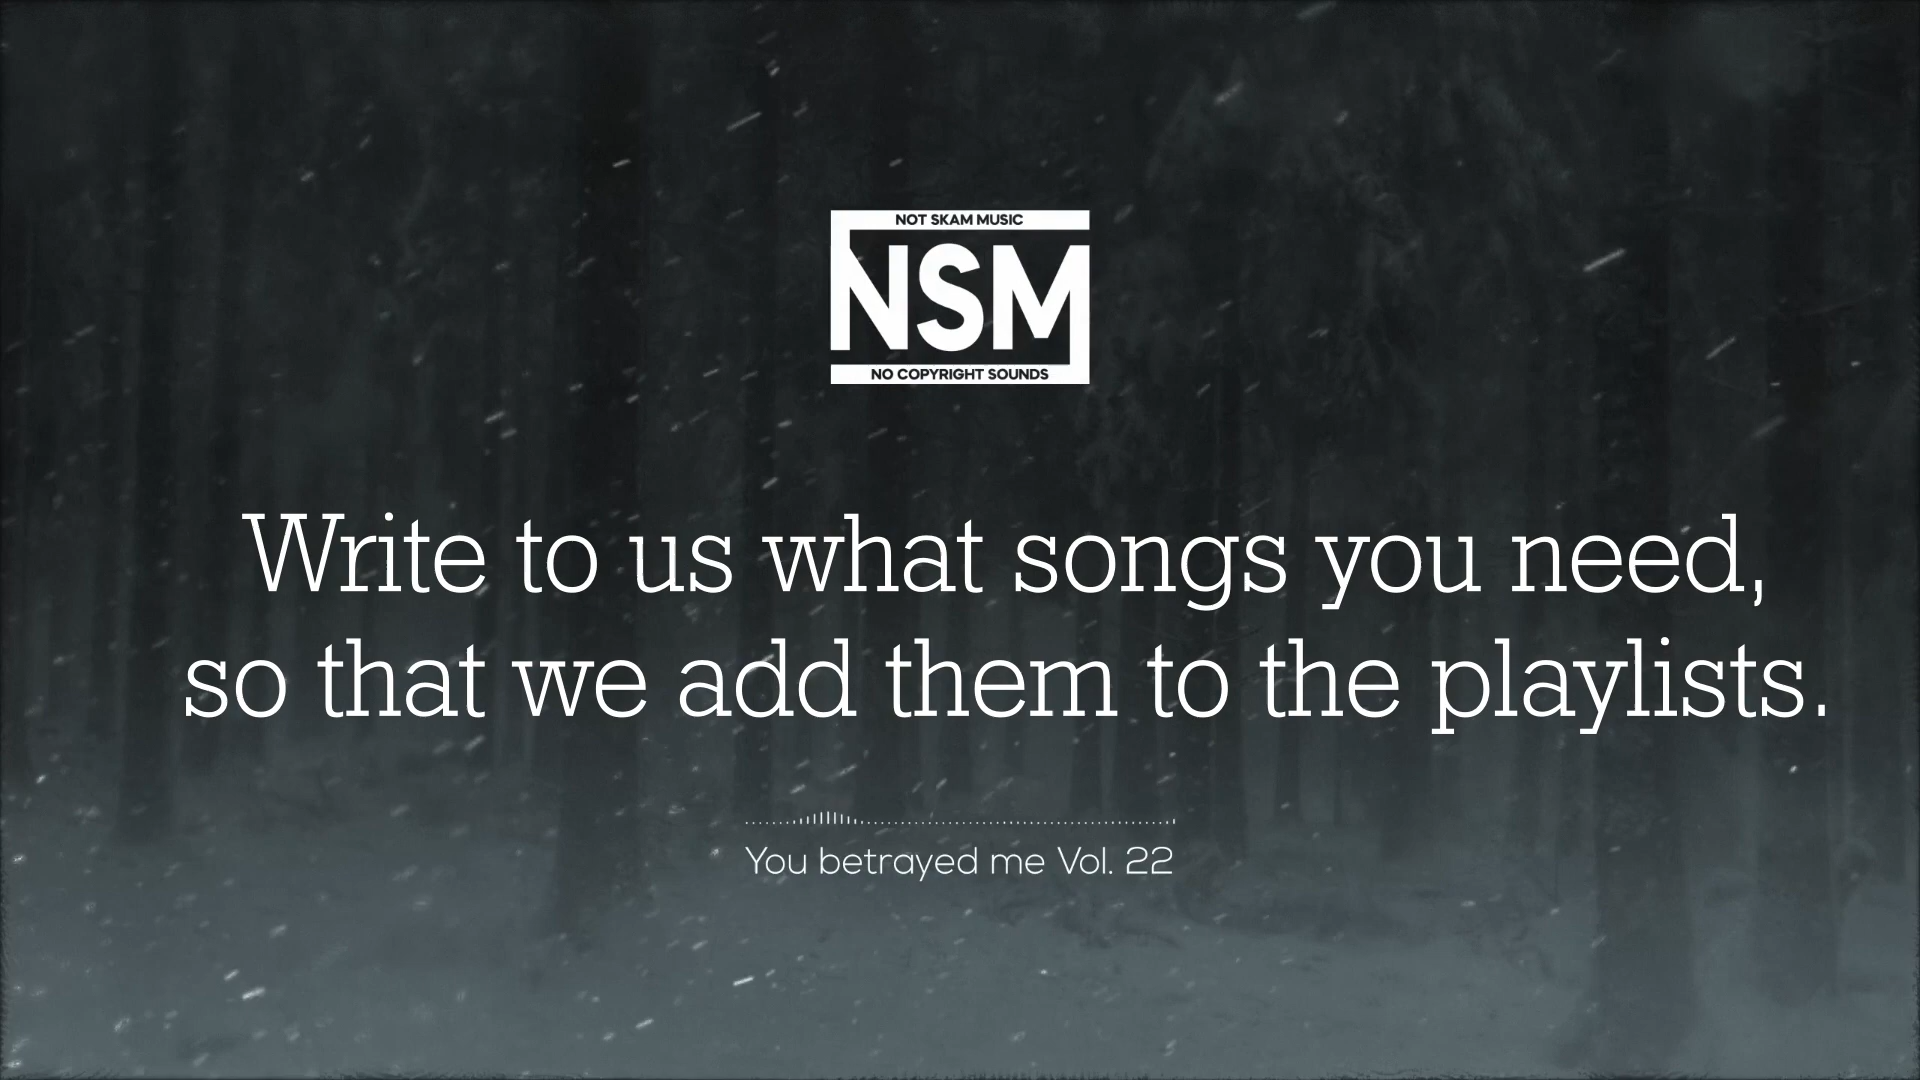 NOT SKAM MUSIC
NSM
NO COPYRIGHT SOUNDS
Write to us what songs you need,
so that we add them to the playlists.
You betrayed me Vol. 22